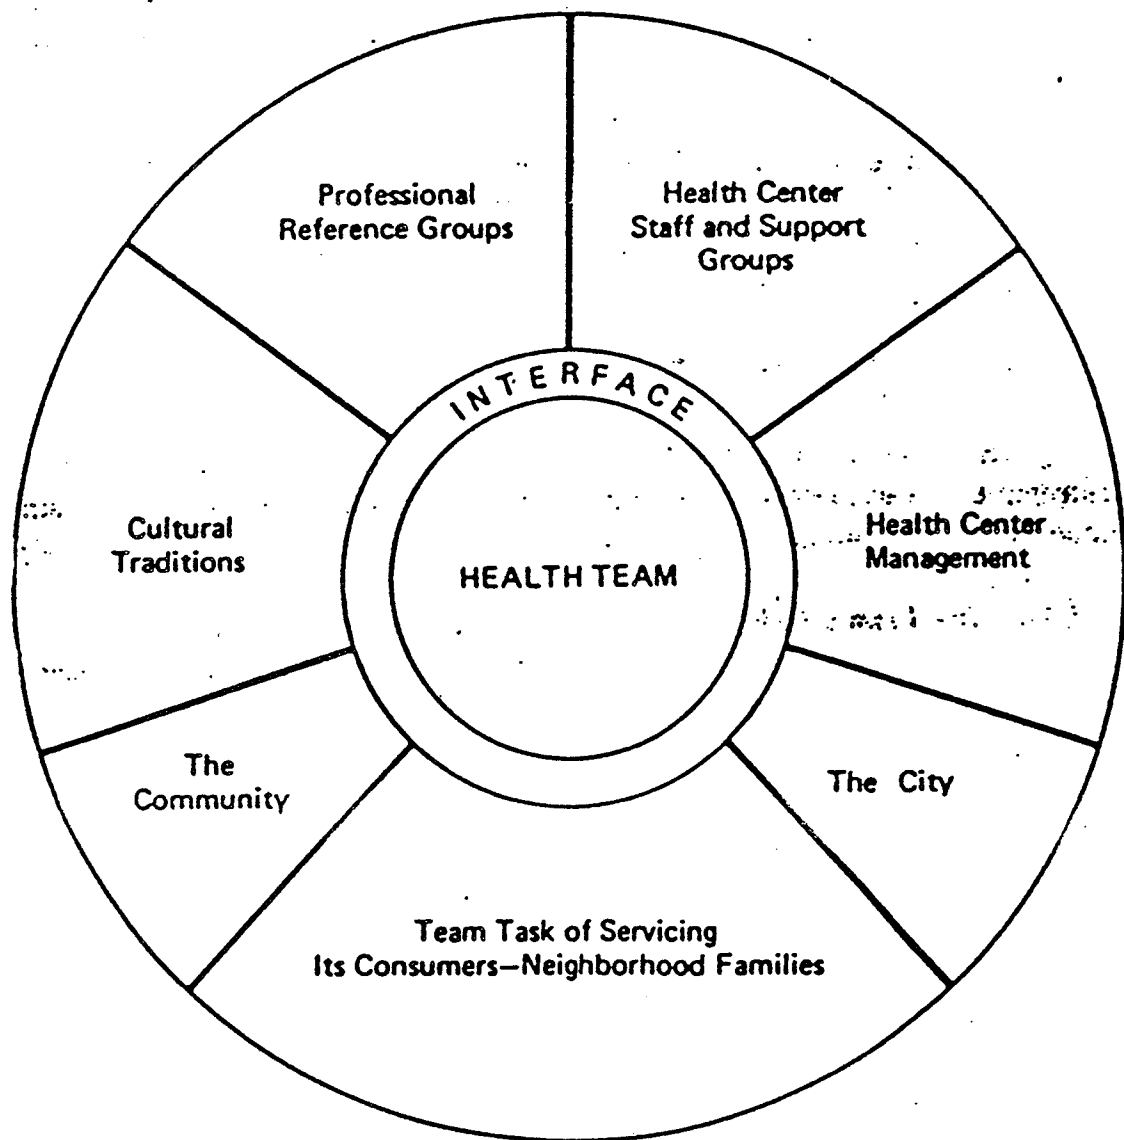 Professional
Reference Groups
Health Center
Staff and Support
Groups
INTERFACE
Cultural
Traditions
HEALTH TEAM
Health Center
Management
The
Community
The City
Team Task of Servicing
Its Consumers—Neighborhood Families